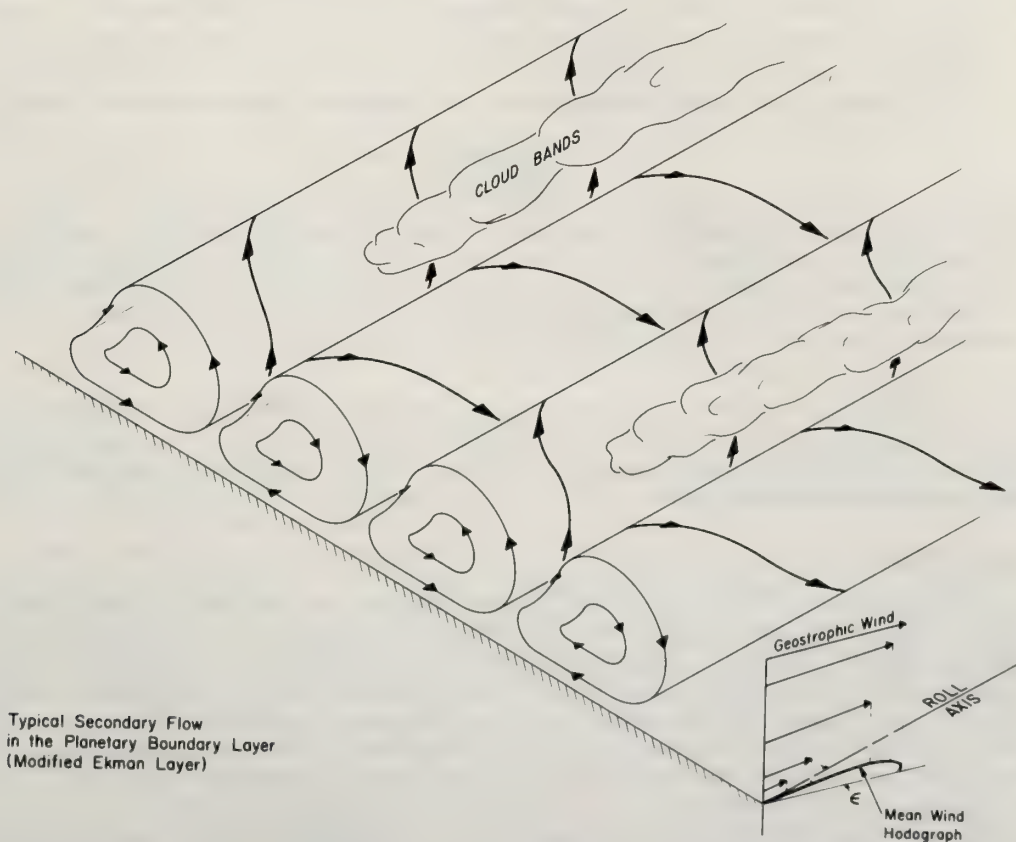 CLOUD BANDS
Geostrophic Wind
ROLL
AXIS
ϵ
Mean Wind
Hodograph
Typical Secondary Flow
in the Planetary Boundary Layer
(Modified Ekman Layer)